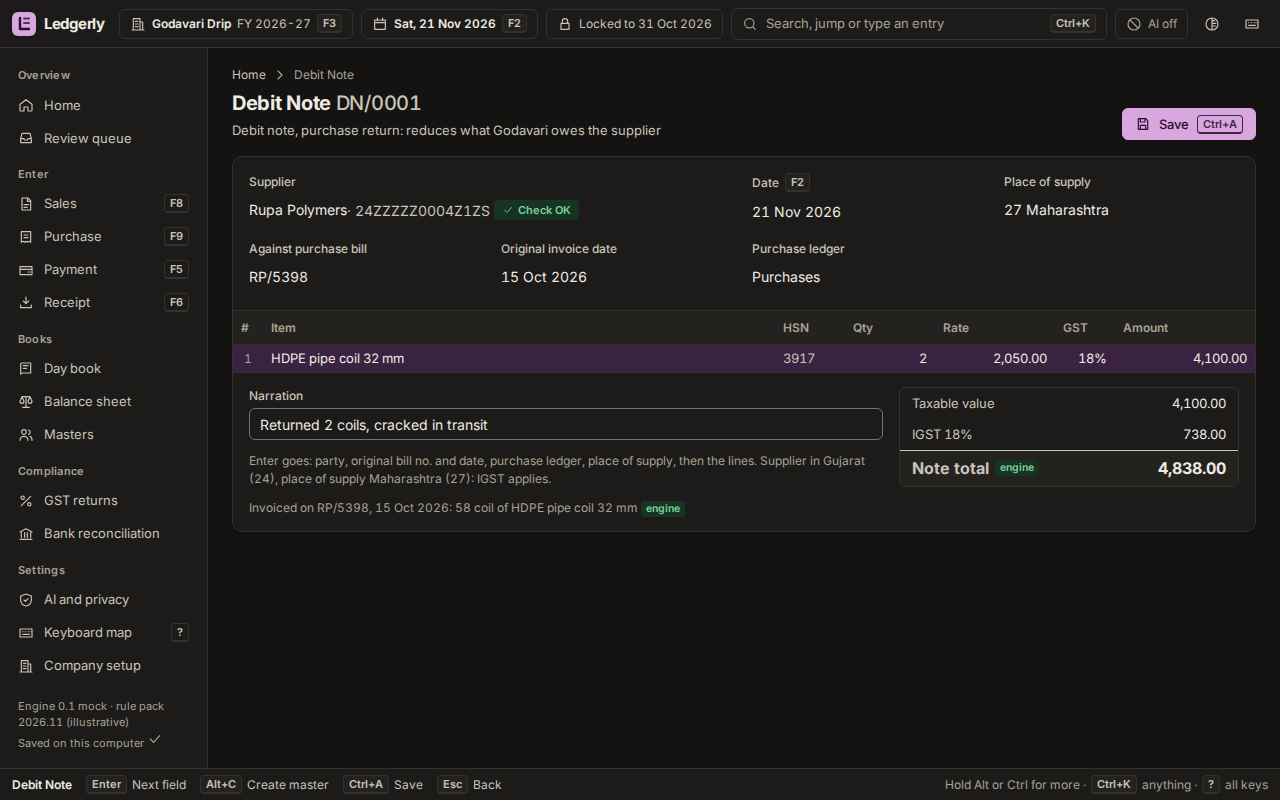 Ledgerly
Godavari Drip FY 2026-27 F3
Sat, 21 Nov 2026 F2
Locked to 31 Oct 2026
Search, jump or type an entry Ctrl+K
AI off
Overview
Home
Review queue
Enter
Sales F8
Purchase F9
Payment F5
Receipt F6
Books
Day book
Balance sheet
Masters
Compliance
GST returns
Bank reconciliation
Settings
AI and privacy
Keyboard map ?
Company setup
Engine 0.1 mock · rule pack
2026.11 (illustrative)
Saved on this computer
Home > Debit Note
Debit Note DN/0001
Debit note, purchase return: reduces what Godavari owes the supplier
Save Ctrl+A
Supplier
Rupa Polymers · 24ZZZZZ0004Z1ZS Check OK
Date F2
21 Nov 2026
Place of supply
27 Maharashtra
Against purchase bill
RP/5398
Original invoice date
15 Oct 2026
Purchase ledger
Purchases
# Item HSN Qty Rate GST Amount
1 HDPE pipe coil 32 mm 3917 2 2,050.00 18% 4,100.00
Narration
Returned 2 coils, cracked in transit
Enter goes: party, original bill no. and date, purchase ledger, place of supply, then the lines. Supplier in Gujarat
(24), place of supply Maharashtra (27): IGST applies.
Invoiced on RP/5398, 15 Oct 2026: 58 coil of HDPE pipe coil 32 mm engine
Taxable value 4,100.00
IGST 18% 738.00
Note total engine 4,838.00
Debit Note Enter Next field Alt+C Create master Ctrl+A Save Esc Back
Hold Alt or Ctrl for more · Ctrl+K anything · ? all keys